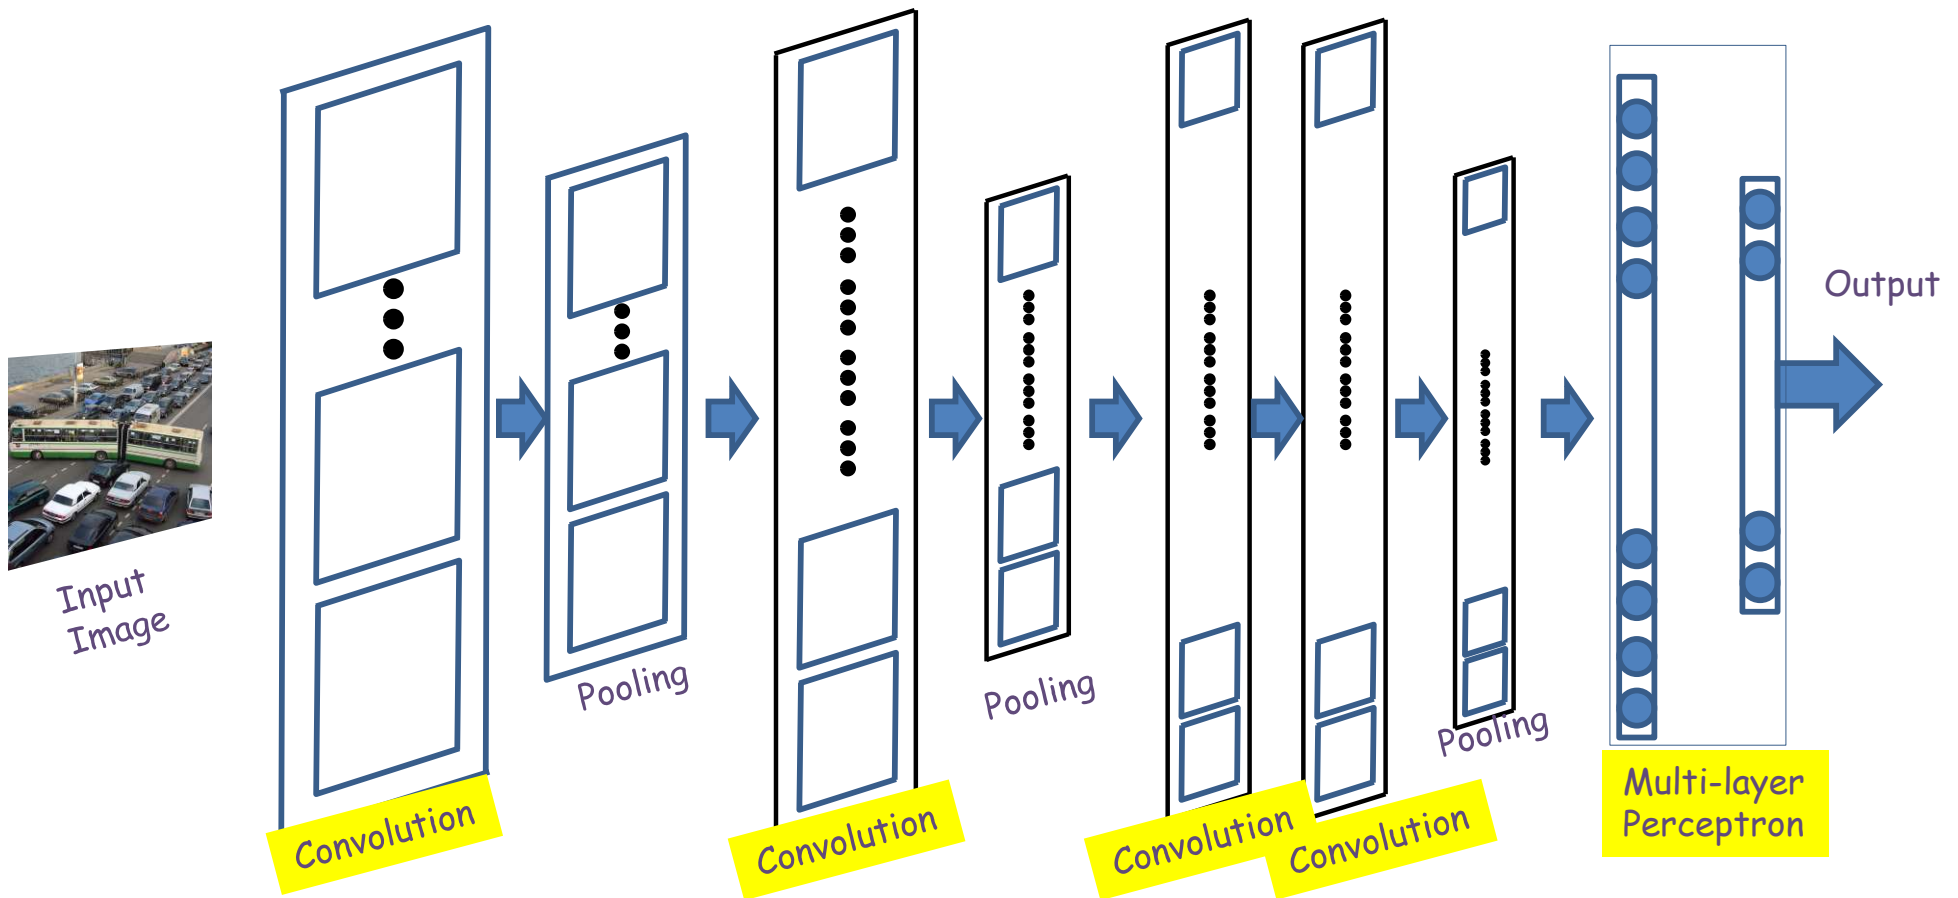 Input
Image
Convolution
Pooling
Convolution
Pooling
Convolution
Convolution
Pooling
Multi-layer
Perceptron
Output